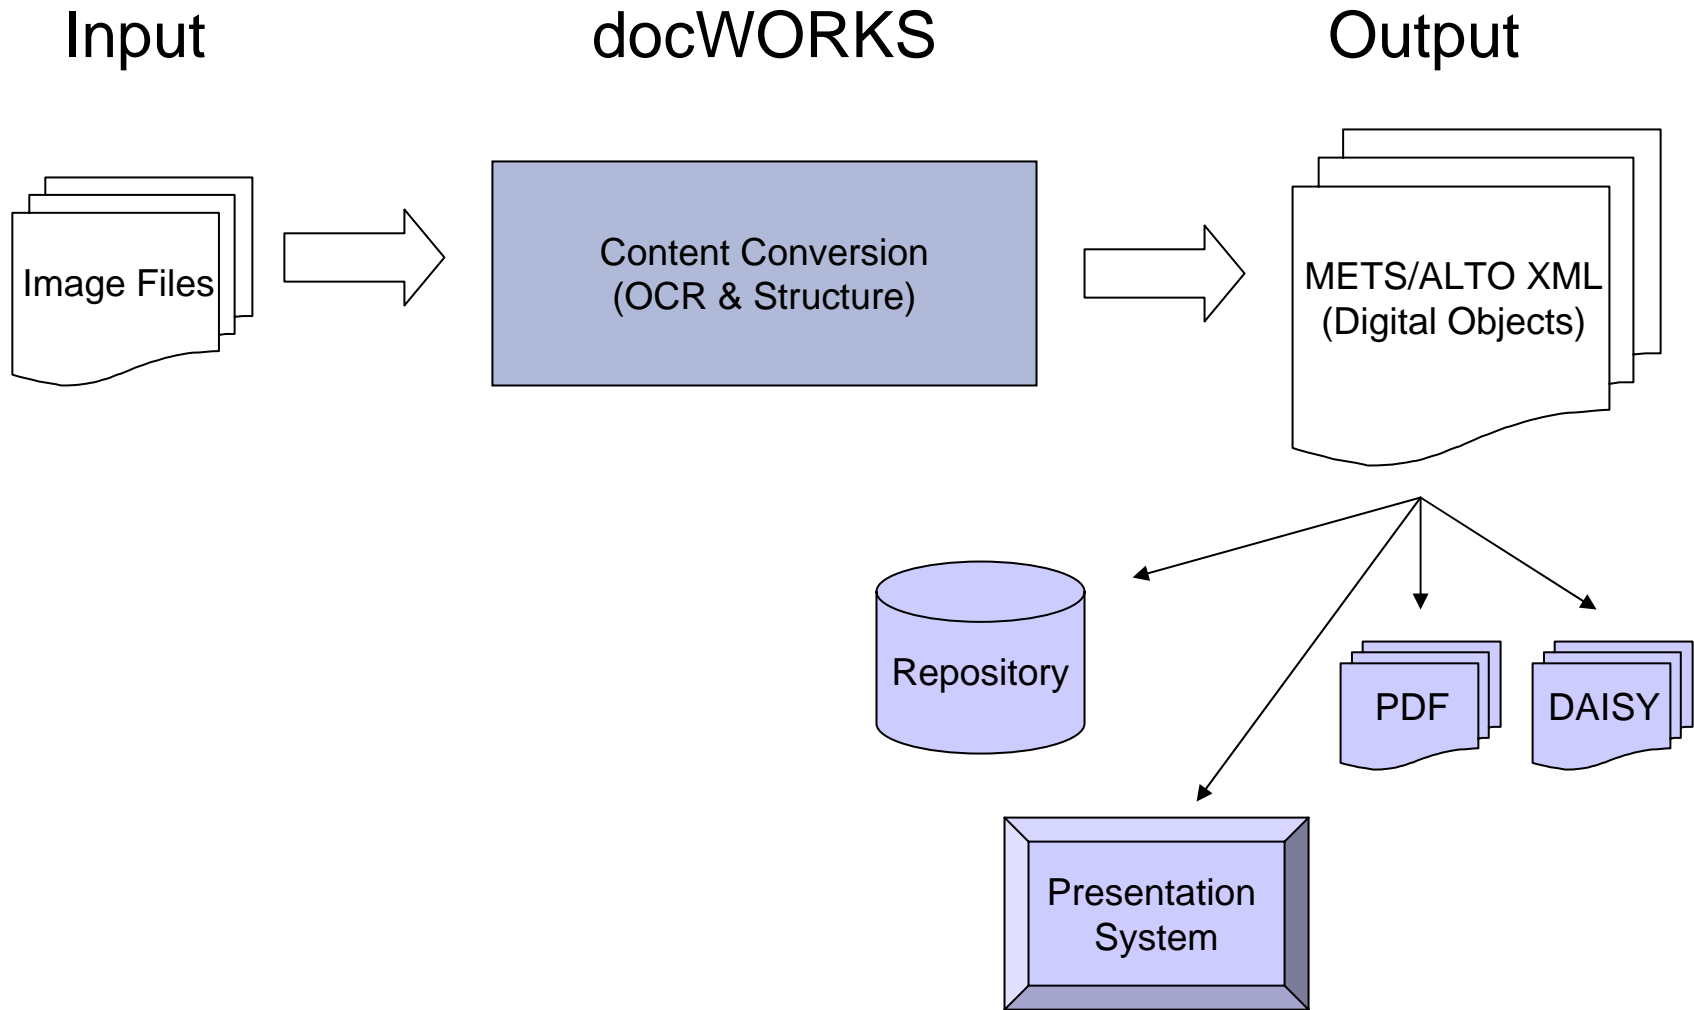 Input
docWORKS
Output
Image Files
Content Conversion
(OCR & Structure)
METS/ALTO XML
(Digital Objects)
Repository
PDF
DAISY
Presentation
System